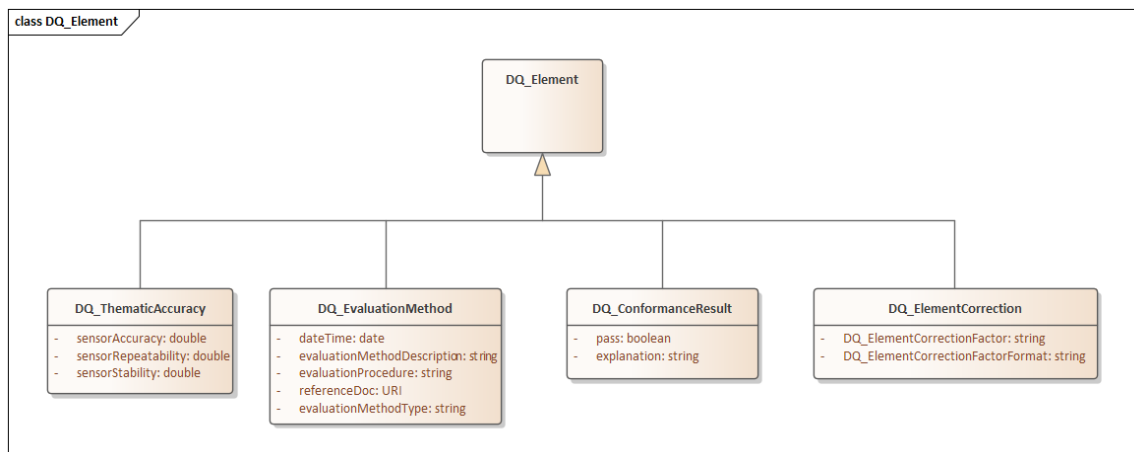 class DQ_Element
DQ_Element
DQ_ThematicAccuracy
- sensorAccuracy: double
- sensorRepeatability: double
- sensorStability: double
DQ_EvaluationMethod
- dateTime: date
- evaluationMethodDescription: string
- evaluationProcedure: string
- referenceDoc: URI
- evaluationMethodType: string
DQ_ConformanceResult
- pass: boolean
- explanation: string
DQ_ElementCorrection
- DQ_ElementCorrectionFactor: string
- DQ_ElementCorrectionFactorFormat: string